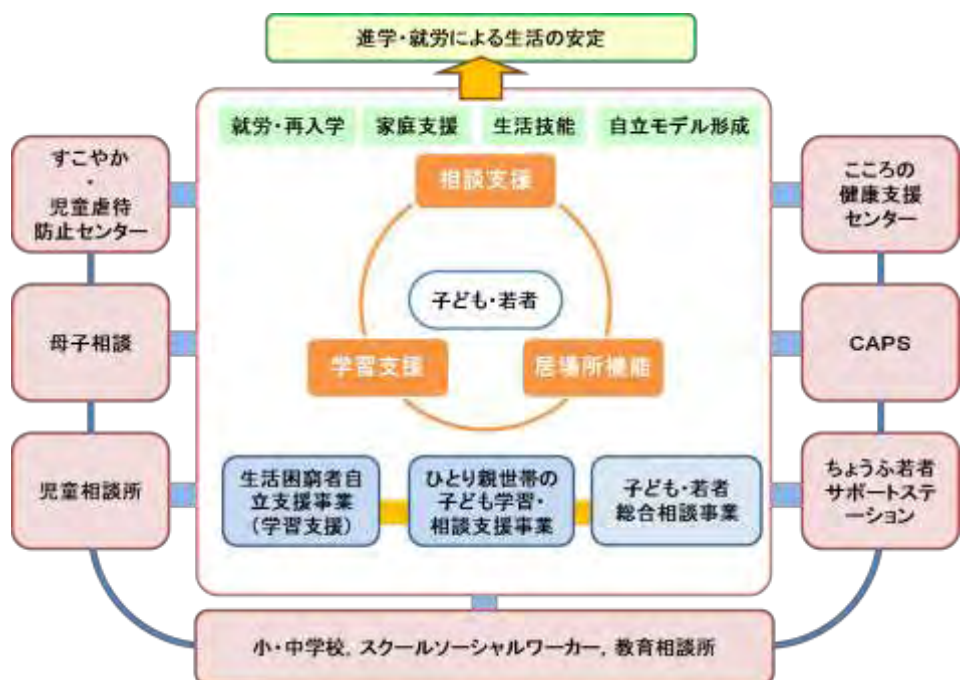 進学・就労による生活の安定
就労・再入学
家庭支援
生活技能
自立モデル形成
すこやか
・
児童虐待
防止センター
母子相談
児童相談所
相談支援
子ども・若者
学習支援
居場所機能
生活困窮者自
立支援事業
(学習支援)
ひとり親世帯の
子ども学習・
相談支援事業
子ども・若者
総合相談事業
こころの
健康支援
センター
CAPS
ちょうふ若者
サポートステ
ーション
小・中学校, スクールソーシャルワーカー, 教育相談所